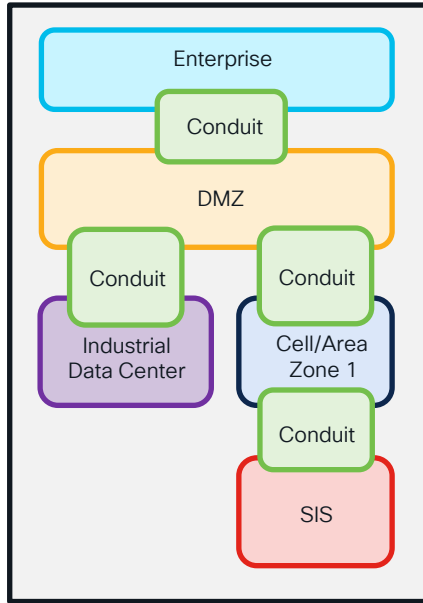 Enterprise
Conduit
DMZ
Conduit
Conduit
Industrial
Data Center
Cell/Area
Zone 1
Conduit
SIS